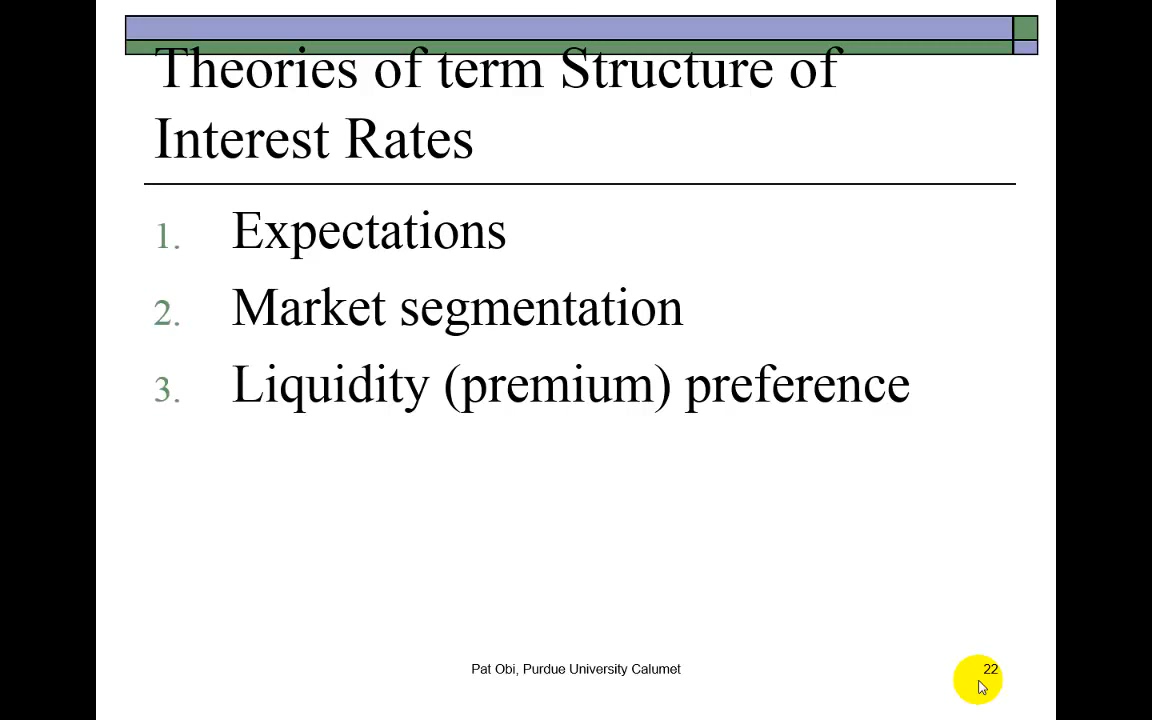 Theories of term Structure of
Interest Rates
1. Expectations
2. Market segmentation
3. Liquidity (premium) preference
Pat Obi, Purdue University Calumet
22